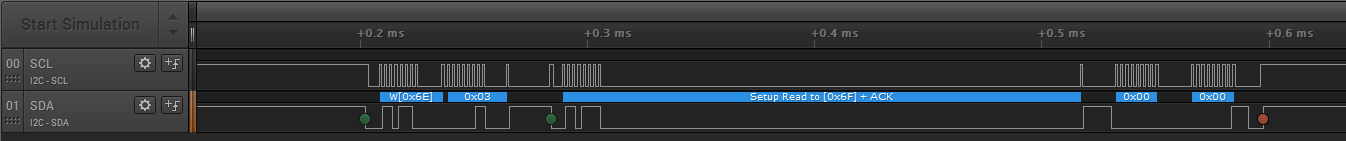 Start Simulation
+0.2 ms +0.3 ms +0.4 ms +0.5 ms +0.6 ms
00 SCL
I2C - SCL
W[0x6E] 0x03 Setup Read to [0x6F] + ACK 0x00 0x00
01 SDA
I2C - SDA